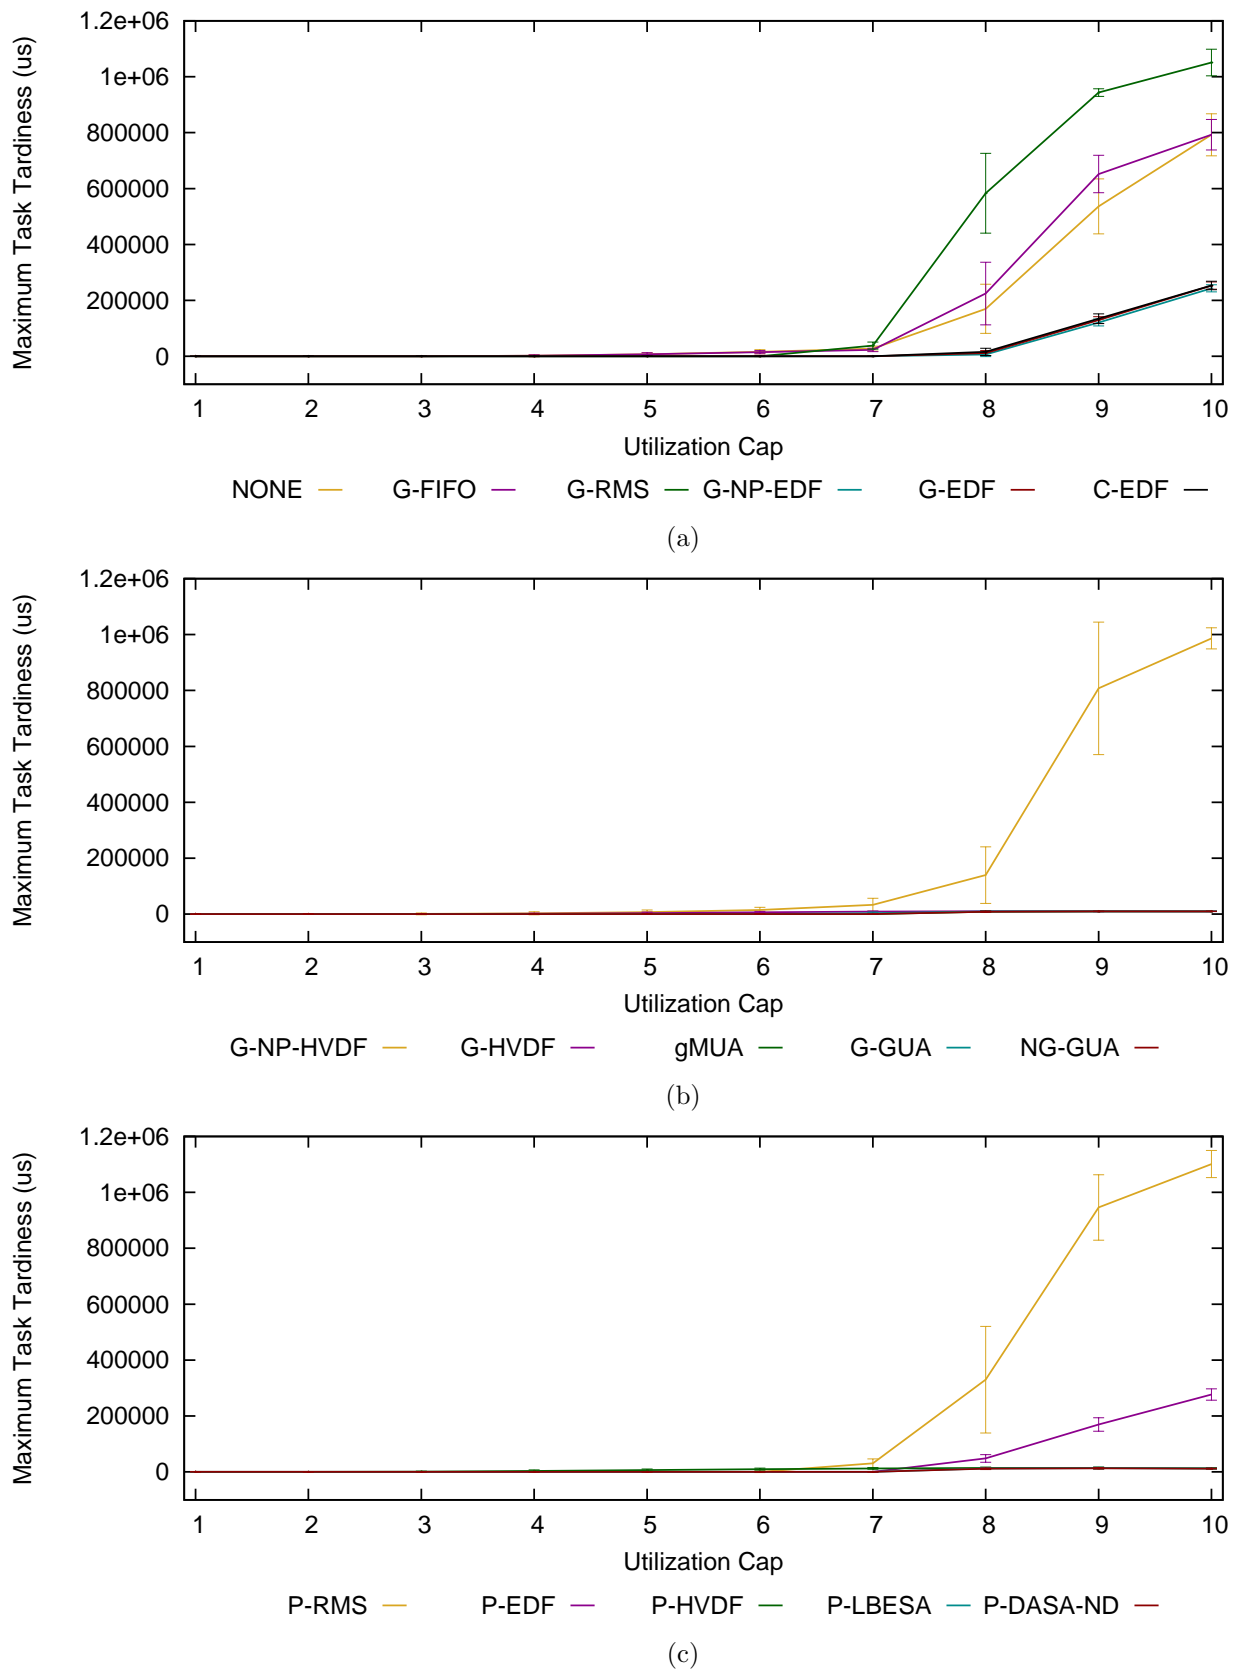 Maximum Task Tardiness (us)
1.2e+06
1e+06
800000
600000
400000
200000
0
1 2 3 4 5 6 7 8 9 10
Utilization Cap
NONE G-FIFO G-RMS G-NP-EDF G-EDF C-EDF
(a)
Maximum Task Tardiness (us)
1.2e+06
1e+06
800000
600000
400000
200000
0
1 2 3 4 5 6 7 8 9 10
Utilization Cap
G-NP-HVDF G-HVDF gMUA G-GUA NG-GUA
(b)
Maximum Task Tardiness (us)
1.2e+06
1e+06
800000
600000
400000
200000
0
1 2 3 4 5 6 7 8 9 10
Utilization Cap
P-RMS P-EDF P-HVDF P-LBESA P-DASA-ND
(c)